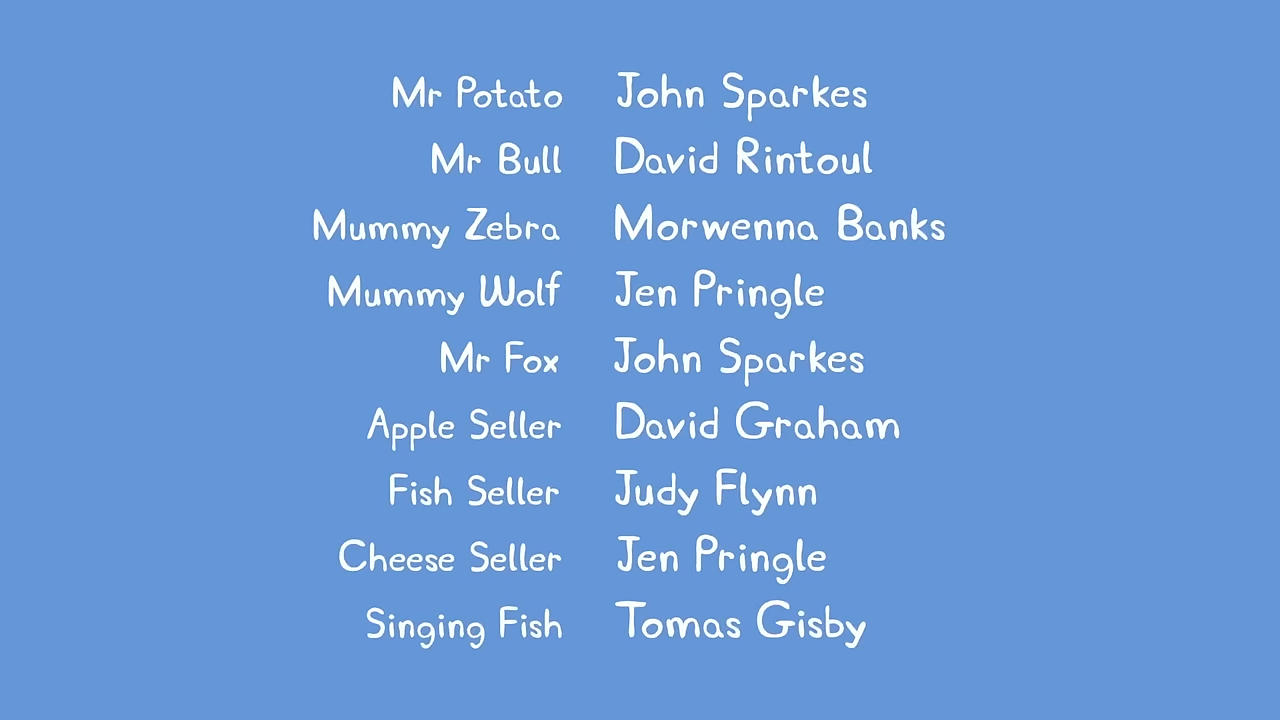 Mr Potato John Sparkes
Mr Bull David Rintoul
Mummy Zebra Morwenna Banks
Mummy Wolf Jen Pringle
Mr Fox John Sparkes
Apple Seller David Graham
Fish Seller Judy Flynn
Cheese Seller Jen Pringle
Singing Fish Tomas Gisby